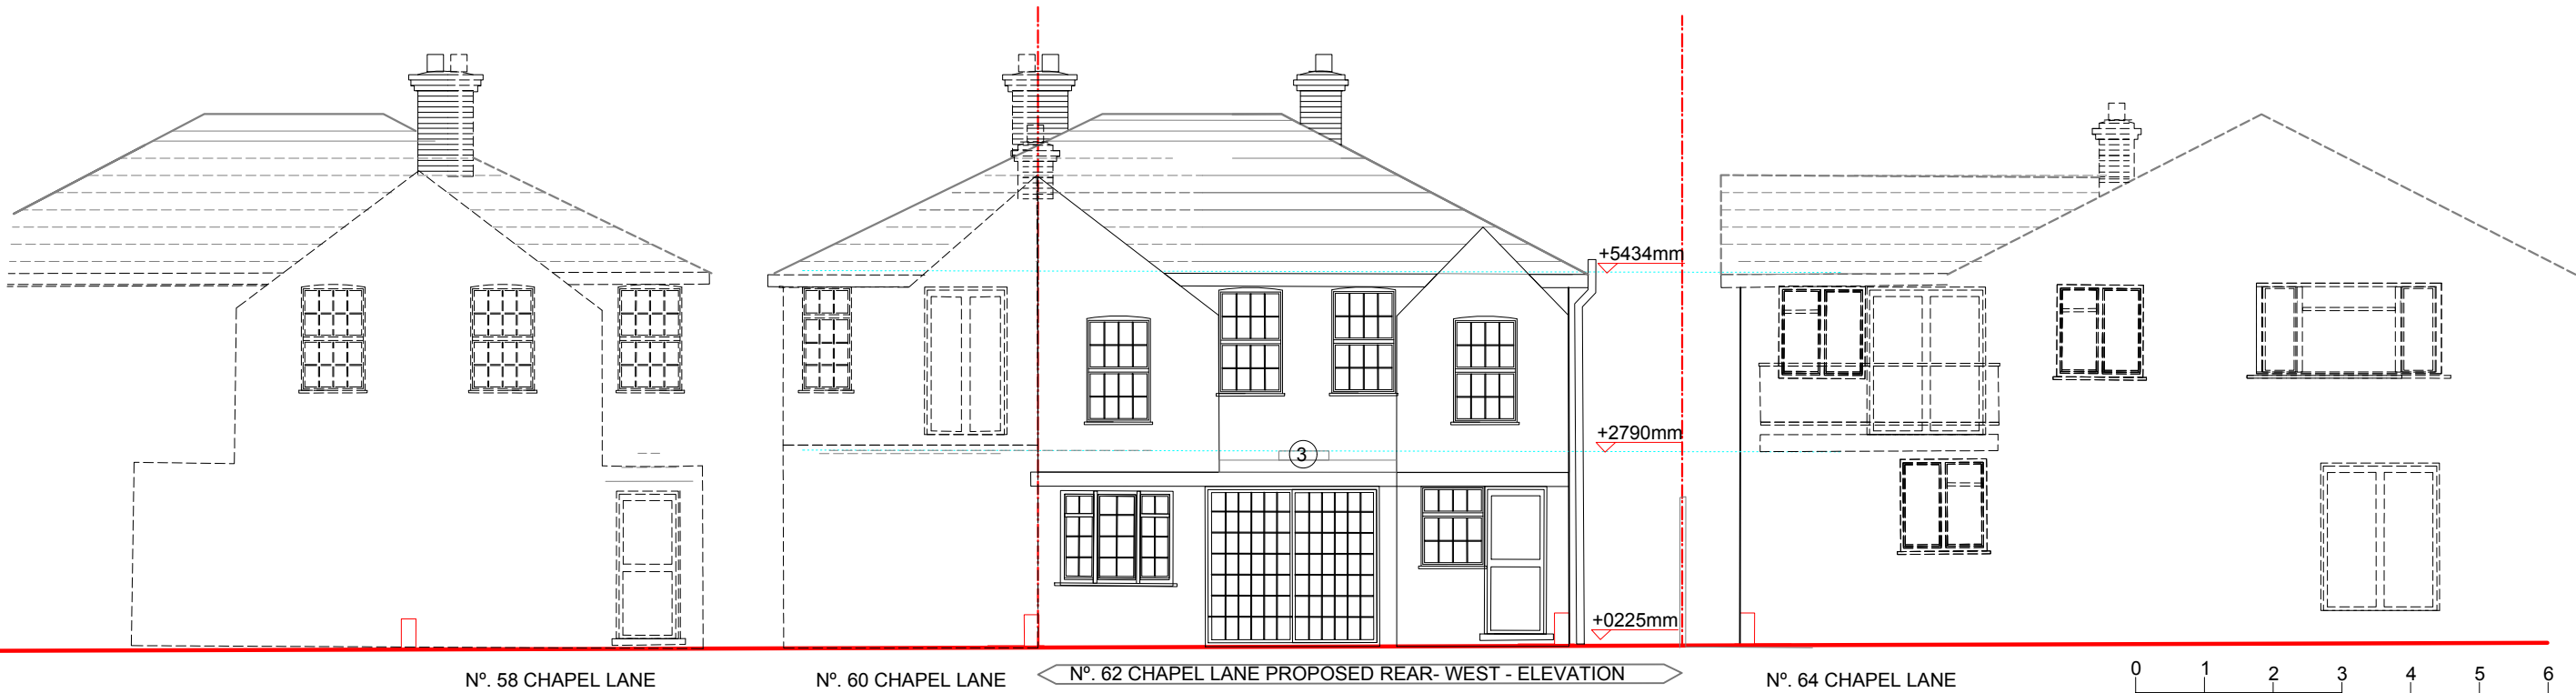 +5434mm
+2790mm
3
+0225mm
Nº. 58 CHAPEL LANE
Nº. 60 CHAPEL LANE
Nº. 62 CHAPEL LANE PROPOSED REAR- WEST - ELEVATION
Nº. 64 CHAPEL LANE
0 1 2 3 4 5 6